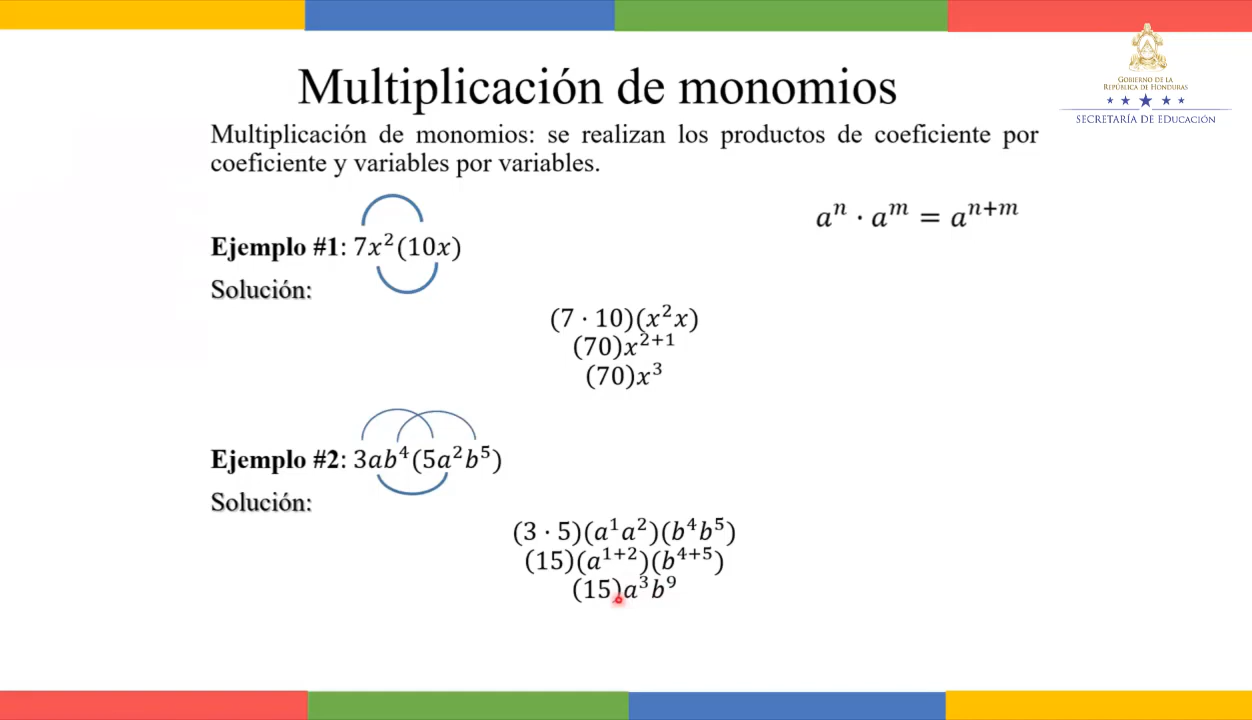 Multiplicación de monomios
GOBIERNO DE LA
REPÚBLICA DE HONDURAS
SECRETARÍA DE EDUCACIÓN
Multiplicación de monomios: se realizan los productos de coeficiente por
coeficiente y variables por variables.
aⁿ · aᵐ = aⁿ⁺ᵐ
Ejemplo #1: 7x²(10x)
Solución:
(7 · 10)(x²x)
(70)x²⁺¹
(70)x³
Ejemplo #2: 3ab⁴(5a²b⁵)
Solución:
(3 · 5)(a¹a²)(b⁴b⁵)
(15)(a¹⁺²)(b⁴⁺⁵)
(15)a³b⁹